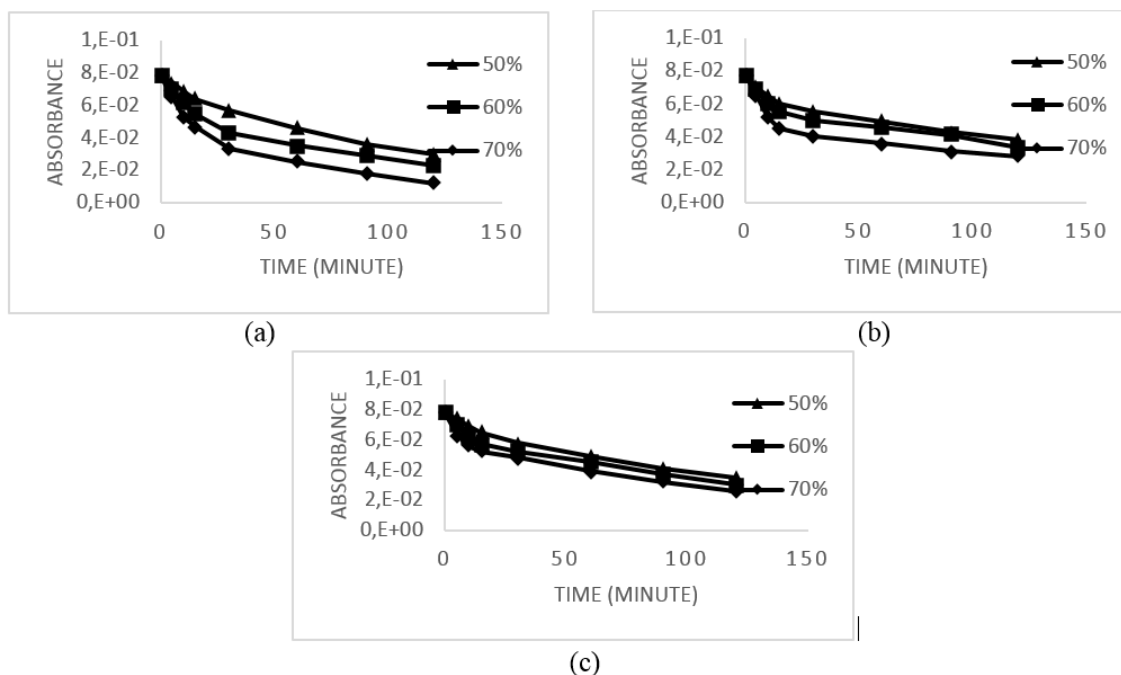 1,E-01
8,E-02
6,E-02
4,E-02
2,E-02
0,E+00
ABSORBANCE
0 50 100 150
TIME (MINUTE)
50%
60%
70%
(a)
1,E-01
8,E-02
6,E-02
4,E-02
2,E-02
0,E+00
ABSORBANCE
0 50 100 150
TIME (MINUTE)
50%
60%
70%
(b)
1,E-01
8,E-02
6,E-02
4,E-02
2,E-02
0,E+00
ABSORBANCE
0 50 100 150
TIME (MINUTE)
50%
60%
70%
(c)